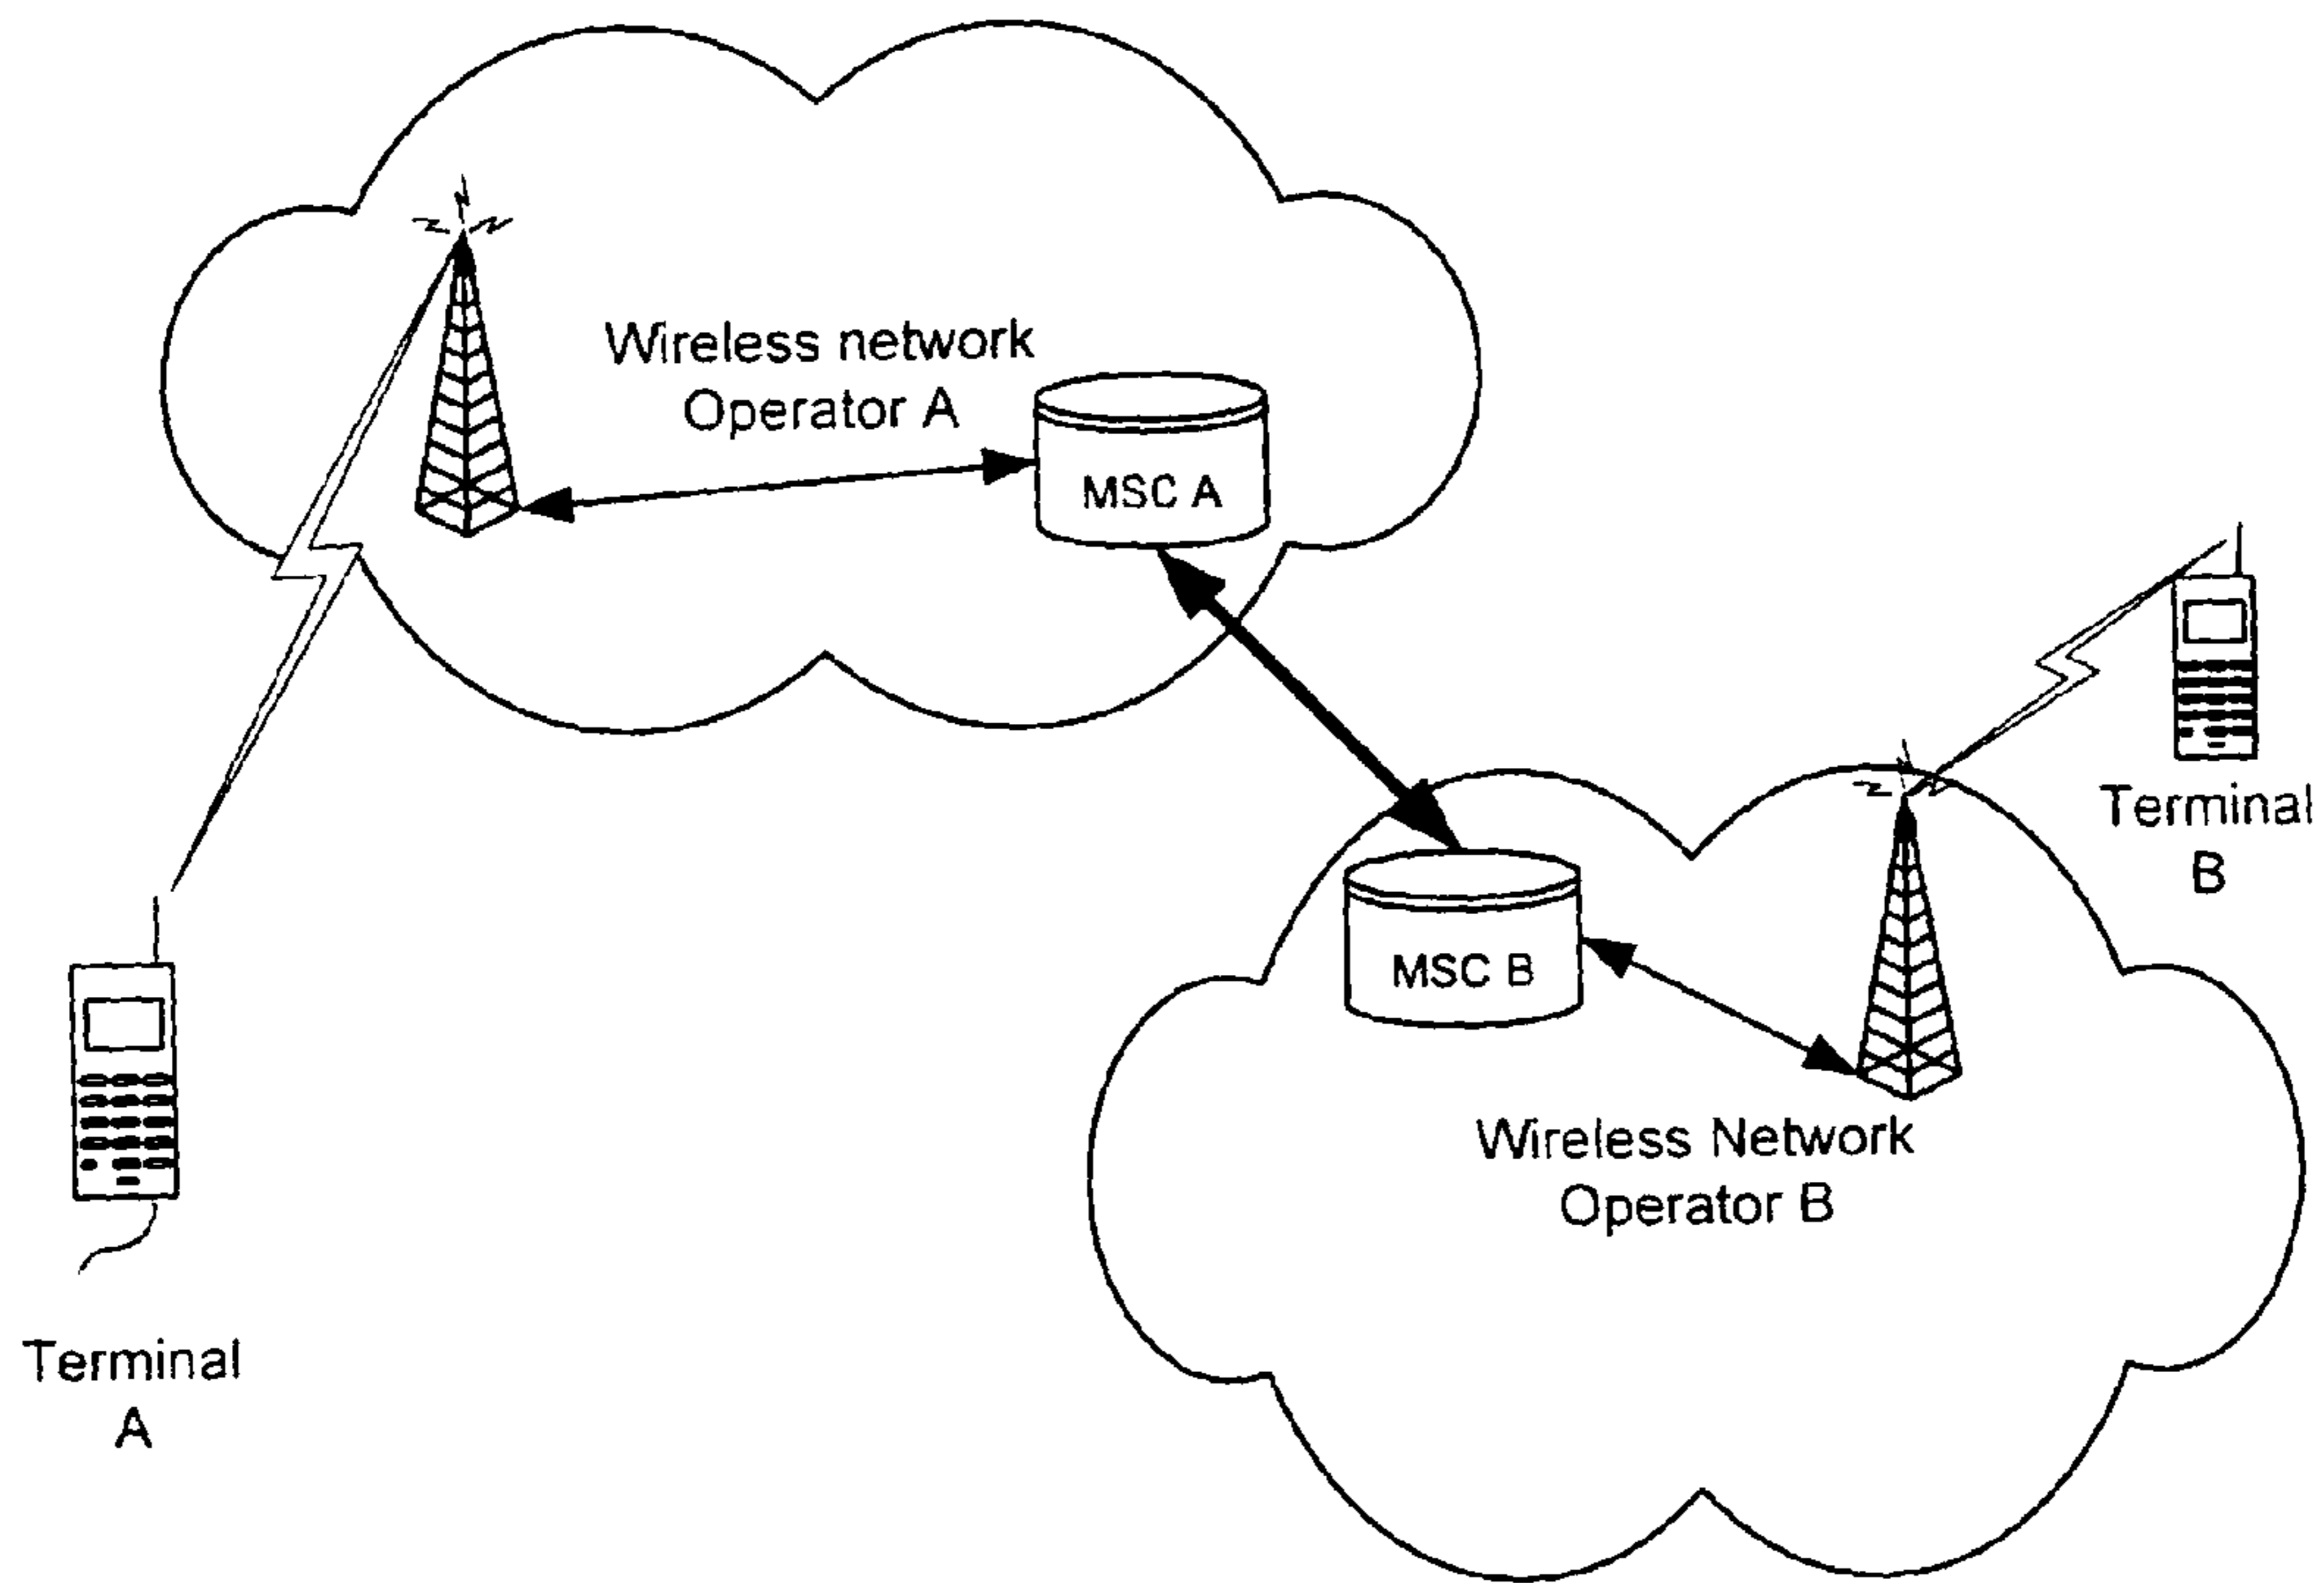 Wireless network
Operator A
MSC A
Terminal
B
MSC B
Wireless Network
Operator B
Terminal
A